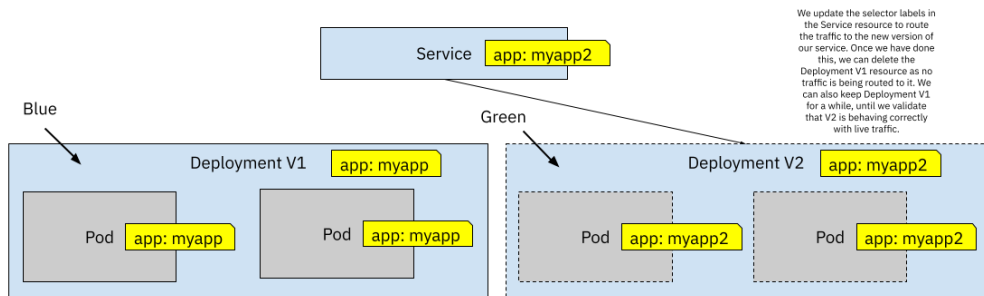 We update the selector labels in
the Service resource to route
the traffic to the new version of
our service. Once we have done
this, we can delete the
Deployment V1 resource as no
traffic is being routed to it. We
can also keep Deployment V1
for a while, until we validate
that V2 is behaving correctly
with live traffic.
Service app: myapp2
Blue
Green
Deployment V1 app: myapp
Pod app: myapp
Pod app: myapp
Deployment V2 app: myapp2
Pod app: myapp2
Pod app: myapp2